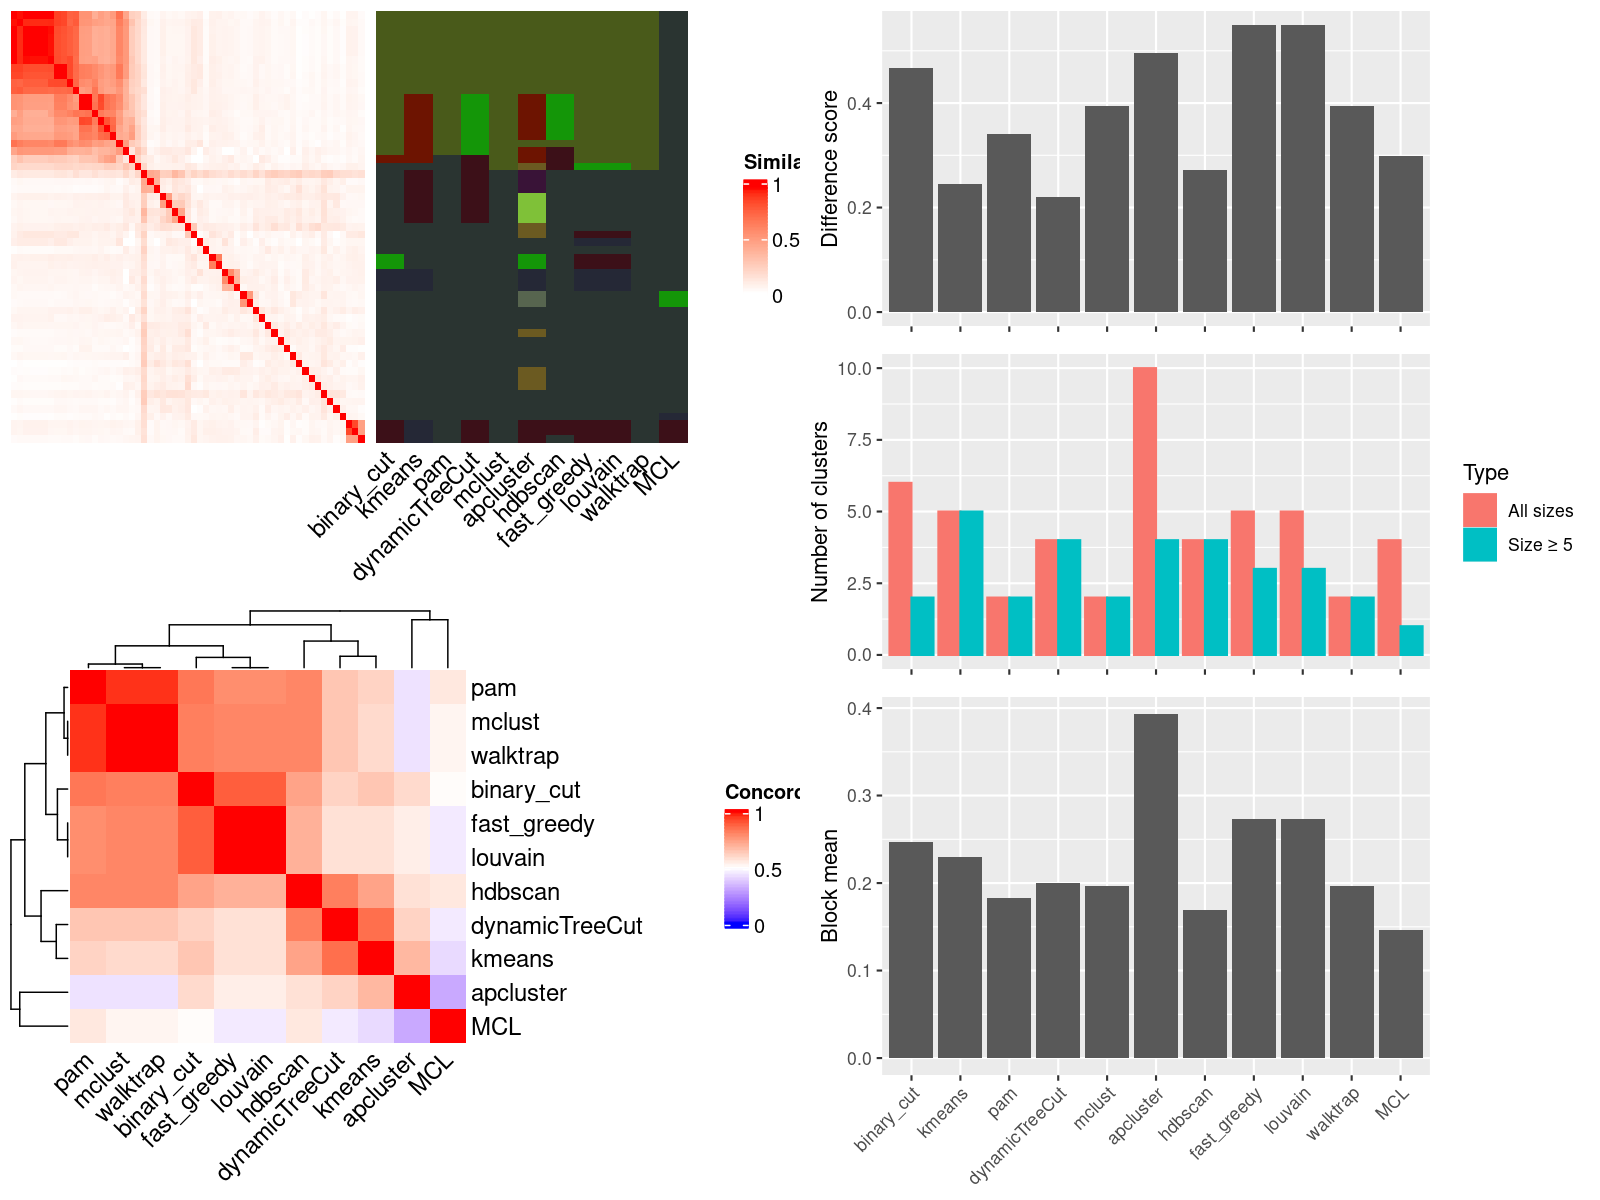 Simila
1
0.5
0
binary_cut
kmeans
pam
dynamicTreeCut
mclust
apcluster
hdbscan
fast_greedy
louvain
walktrap
MCL
pam
mclust
walktrap
binary_cut
fast_greedy
louvain
hdbscan
dynamicTreeCut
kmeans
apcluster
MCL
Concord
1
0.5
0
pam
mclust
walktrap
binary_cut
fast_greedy
louvain
hdbscan
dynamicTreeCut
kmeans
apcluster
MCL
Difference score
0.4
0.2
0.0
Number of clusters
10.0
7.5
5.0
2.5
0.0
Type
All sizes
Size ≥ 5
Block mean
0.4
0.3
0.2
0.1
0.0
binary_cut
kmeans
pam
dynamicTreeCut
mclust
apcluster
hdbscan
fast_greedy
louvain
walktrap
MCL